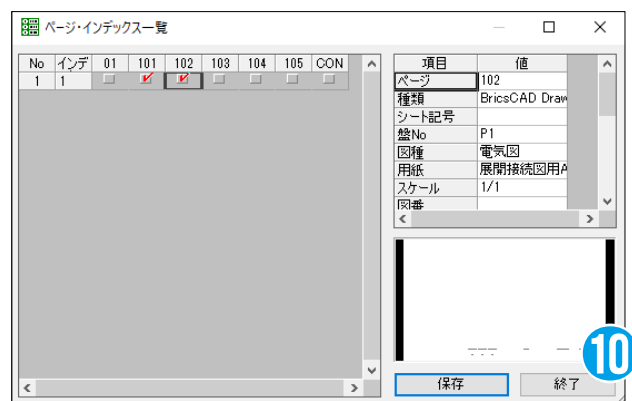 ページ・インデックス一覧
No インデ 01 101 102 103 104 105 CON
1 1
項目 値
ページ 102
種類 BricsCAD Draw
シート記号
盤No P1
図種 電気図
用紙 展開接続図用A
スケール 1/1
図番
10
保存 終了